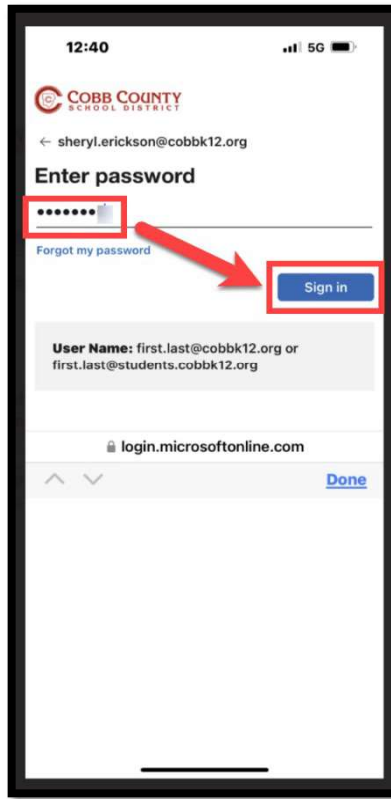 12:40
5G
COBB COUNTY
SCHOOL DISTRICT
← sheryl.erickson@cobbk12.org
Enter password
•••••••
Forgot my password
Sign in
User Name: first.last@cobbk12.org or
first.last@students.cobbk12.org
login.microsoftonline.com
Done